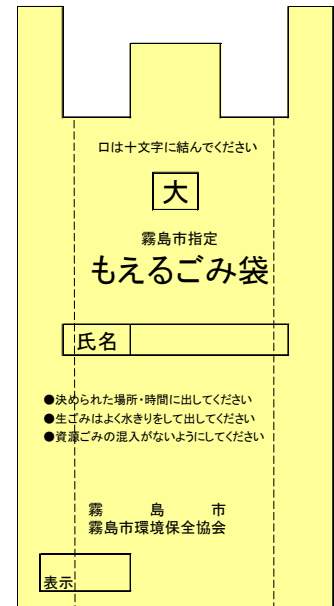 口は十文字に結んでください
大
霧島市指定
もえるごみ袋
氏名
●決められた場所・時間に出してください
●生ごみはよく水きりをして出してください
●資源ごみの混入がないようにしてください
霧　島　市
霧島市環境保全協会
表示